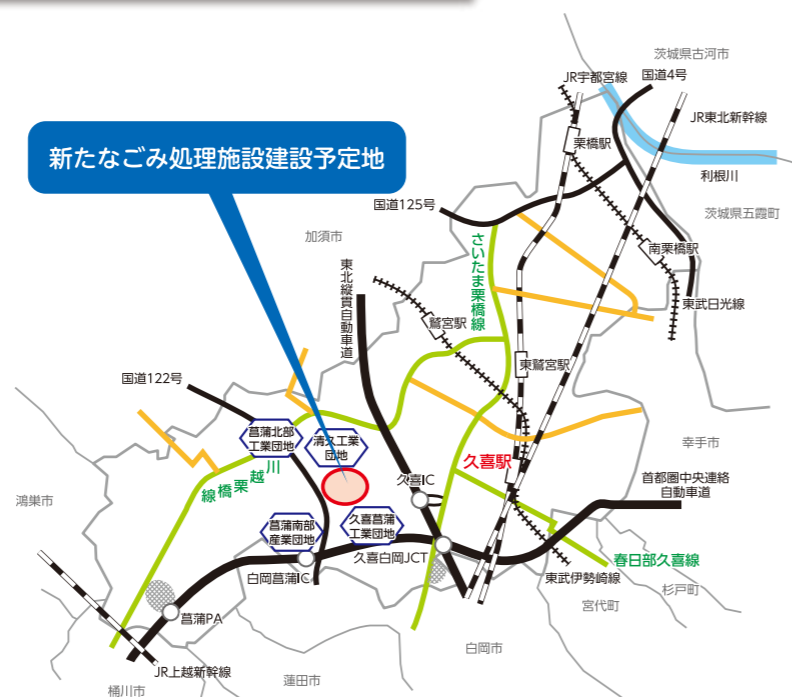 茨城県古河市
JR宇都宮線
国道4号
JR東北新幹線
栗橋駅
新たなごみ処理施設建設予定地
利根川
国道125号
茨城県五霞町
加須市
さいたま栗橋線
南栗橋駅
東北縦貫自動車道
東武日光線
鷲宮駅
東鷲宮駅
国道122号
菖蒲北部
工業団地
清久工業
団地
幸手市
久喜駅
川越栗橋線
久喜IC
首都圏中央連絡
自動車道
鴻巣市
菖蒲南部
産業団地
久喜菖蒲
工業団地
久喜白岡JCT
春日部久喜線
白岡菖蒲IC
東武伊勢崎線
杉戸町
宮代町
菖蒲PA
白岡市
JR上越新幹線
蓮田市
桶川市